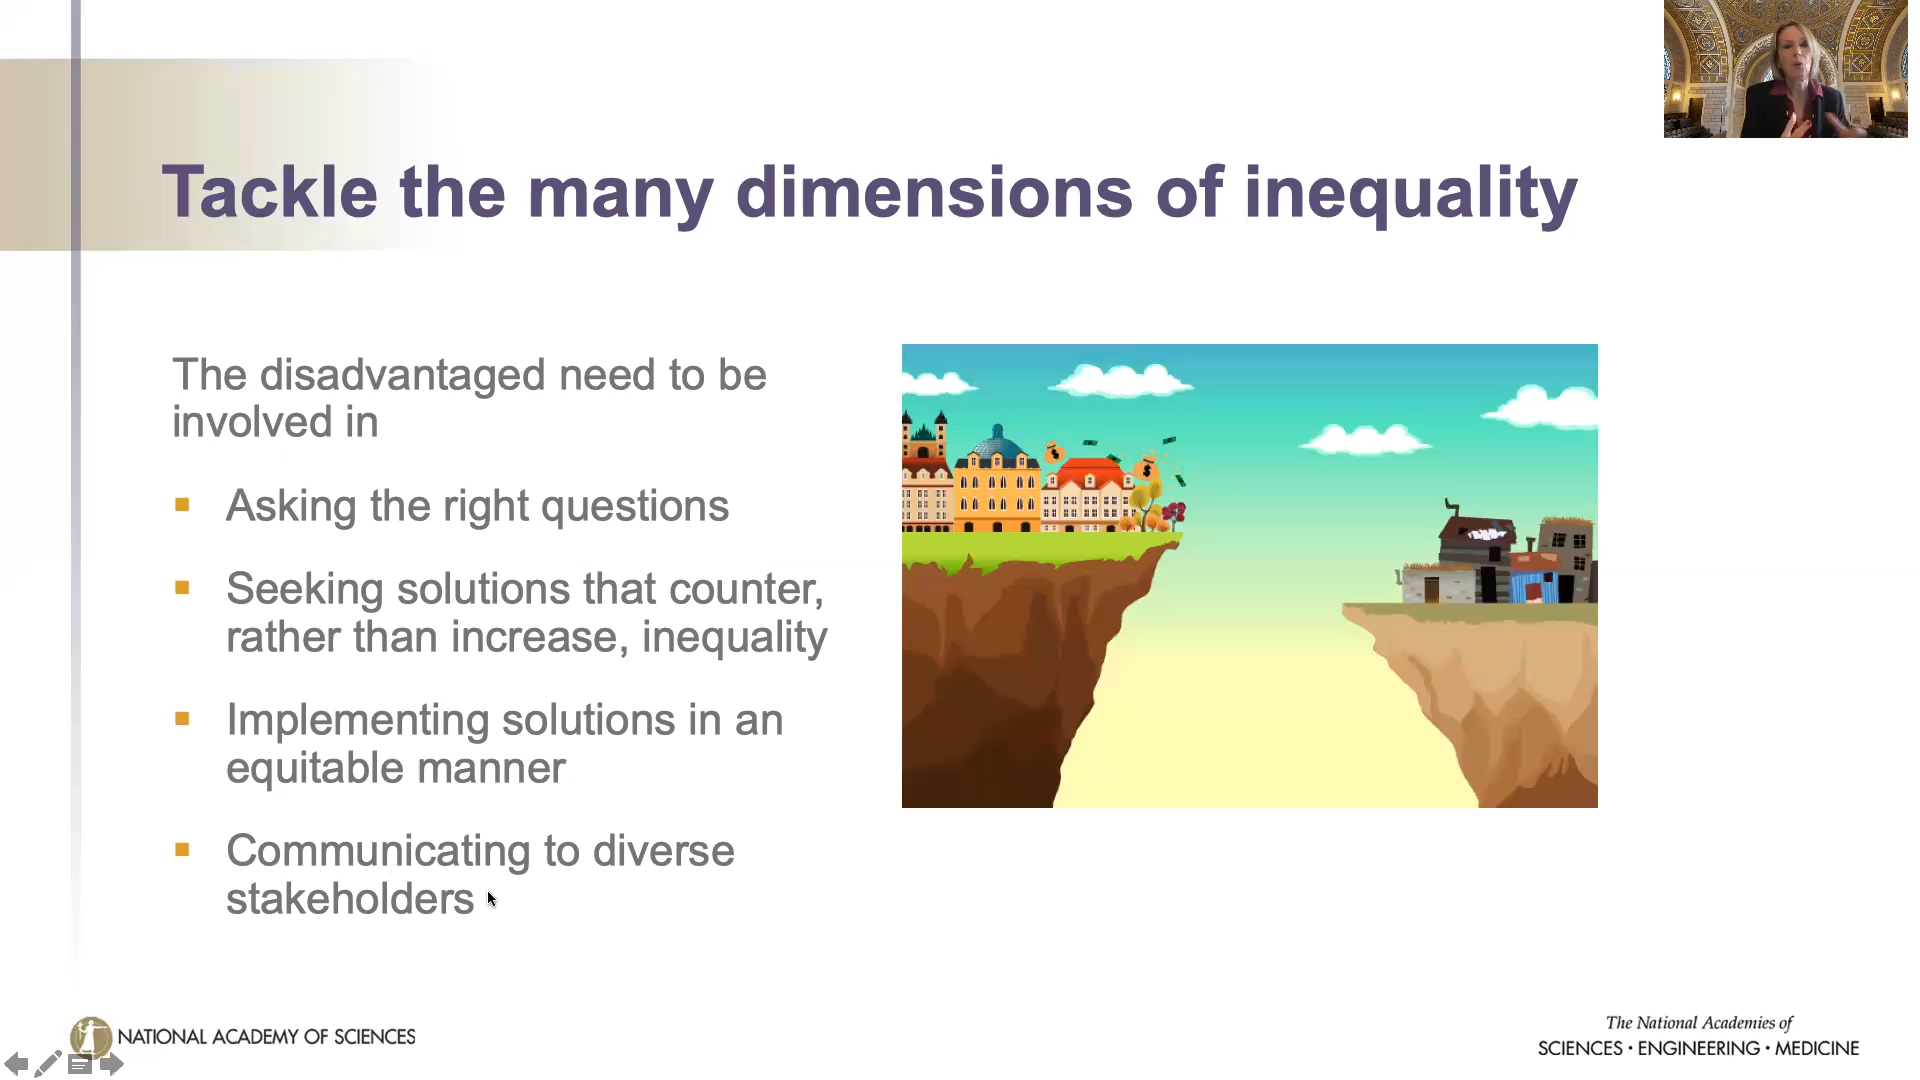 Tackle the many dimensions of inequality
The disadvantaged need to be
involved in
Asking the right questions
Seeking solutions that counter,
rather than increase, inequality
Implementing solutions in an
equitable manner
Communicating to diverse
stakeholders
NATIONAL ACADEMY OF SCIENCES
The National Academies of
SCIENCES • ENGINEERING • MEDICINE